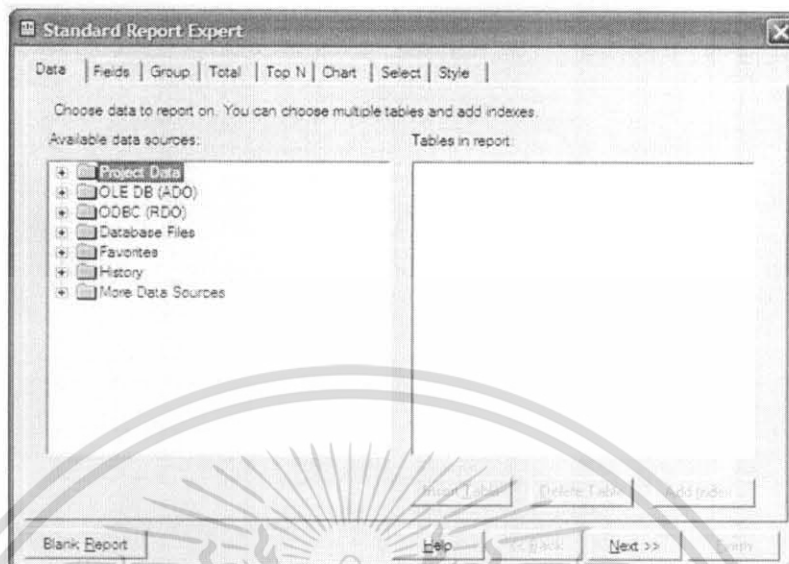 Standard Report Expert
Data Fields Group Total Top N Chart Select Style
Choose data to report on. You can choose multiple tables and add indexes.
Available data sources: Tables in report:
Project Data
OLE DB (ADO)
ODBC (RDO)
Database Files
Favorites
History
More Data Sources
Insert Table Delete Table Add Index ...
Blank Report Help << Back Next >> Finish